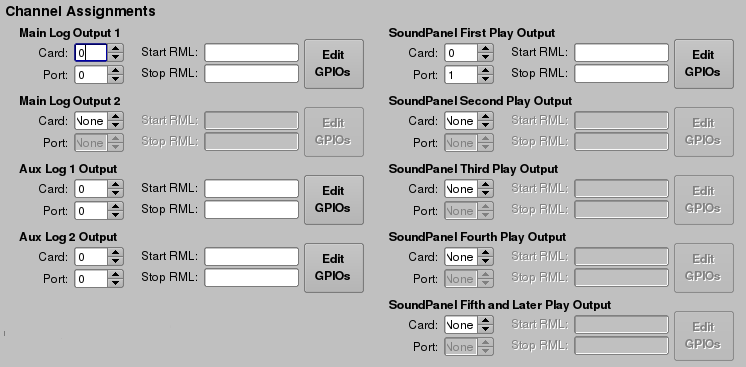 Channel Assignments
Main Log Output 1
Card: 0 Start RML: Edit GPIOs
Port: 0 Stop RML:
Main Log Output 2
Card: None Start RML: Edit GPIOs
Port: None Stop RML:
Aux Log 1 Output
Card: 0 Start RML: Edit GPIOs
Port: 0 Stop RML:
Aux Log 2 Output
Card: 0 Start RML: Edit GPIOs
Port: 0 Stop RML:
SoundPanel First Play Output
Card: 0 Start RML: Edit GPIOs
Port: 1 Stop RML:
SoundPanel Second Play Output
Card: None Start RML: Edit GPIOs
Port: None Stop RML:
SoundPanel Third Play Output
Card: None Start RML: Edit GPIOs
Port: None Stop RML:
SoundPanel Fourth Play Output
Card: None Start RML: Edit GPIOs
Port: None Stop RML:
SoundPanel Fifth and Later Play Output
Card: None Start RML: Edit GPIOs
Port: None Stop RML: